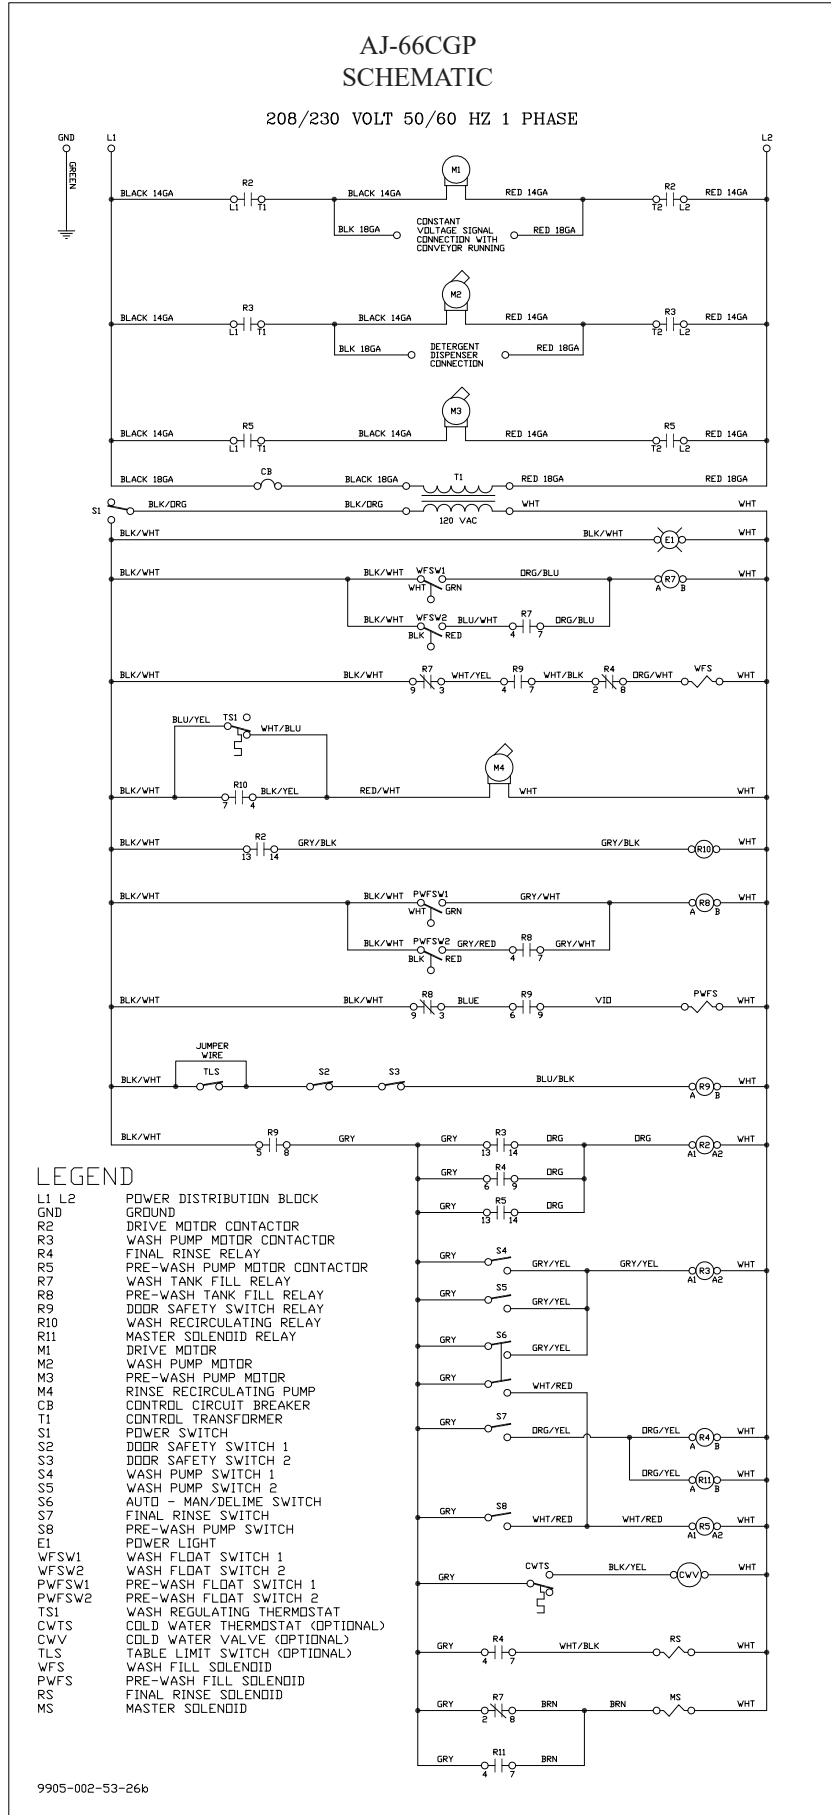 AJ-66CGP
SCHEMATIC
208/230 VOLT 50/60 HZ 1 PHASE
GND L1 L2
GREEN
BLACK 14GA R2 BLACK 14GA M1 RED 14GA R2 RED 14GA
L1 T1 T2 L2
BLK 18GA CONSTANT VOLTAGE SIGNAL CONNECTION WITH CONVEYOR RUNNING RED 18GA
BLACK 14GA R3 BLACK 14GA M2 RED 14GA R3 RED 14GA
L1 T1 T2 L2
BLK 18GA DETERGENT DISPENSER CONNECTION RED 18GA
BLACK 14GA R5 BLACK 14GA M3 RED 14GA R5 RED 14GA
L1 T1 T2 L2
BLACK 18GA CB BLACK 18GA T1 RED 18GA RED 18GA
S1 BLK/ORG BLK/ORG 120 VAC WHT WHT
BLK/WHT BLK/WHT E1 WHT
BLK/WHT BLK/WHT WFSW1 ORG/BLU R7 WHT
WHT GRN A B
BLK/WHT WFSW2 BLU/WHT R7 ORG/BLU
BLK RED 4 7
BLK/WHT BLK/WHT R7 WHT/YEL R9 WHT/BLK R4 ORG/WHT WFS WHT
9 3 4 7 2 8
BLU/YEL TS1 WHT/BLU
BLK/WHT R10 BLK/YEL RED/WHT M4 WHT WHT
7 4
BLK/WHT R2 GRY/BLK GRY/BLK R10 WHT
13 14
BLK/WHT BLK/WHT PWFSW1 GRY/WHT R8 WHT
WHT GRN A B
BLK/WHT PWFSW2 GRY/RED R8 GRY/WHT
BLK RED 4 7
BLK/WHT BLK/WHT R8 BLUE R9 VIO PWFS WHT
9 3 6 9
JUMPER
WIRE
BLK/WHT TLS S2 S3 BLU/BLK R9 WHT
A B
BLK/WHT R9 GRY GRY R3 ORG ORG R2 WHT
5 8 13 14 A1 A2
GRY R4 ORG
6 9
GRY R5 ORG
13 14
GRY S4 GRY/YEL GRY/YEL R3 WHT
A1 A2
GRY S5 GRY/YEL
GRY S6 GRY/YEL
GRY WHT/RED
GRY S7 ORG/YEL ORG/YEL R4 WHT
A B
ORG/YEL R11 WHT
A B
GRY S8 WHT/RED WHT/RED R5 WHT
A1 A2
GRY CWTS BLK/YEL CWV WHT
GRY R4 WHT/BLK RS WHT
4 7
GRY R7 BRN BRN MS WHT
2 8
GRY R11 BRN
4 7
LEGEND
L1 L2 POWER DISTRIBUTION BLOCK
GND GROUND
R2 DRIVE MOTOR CONTACTOR
R3 WASH PUMP MOTOR CONTACTOR
R4 FINAL RINSE RELAY
R5 PRE-WASH PUMP MOTOR CONTACTOR
R7 WASH TANK FILL RELAY
R8 PRE-WASH TANK FILL RELAY
R9 DOOR SAFETY SWITCH RELAY
R10 WASH RECIRCULATING RELAY
R11 MASTER SOLENOID RELAY
M1 DRIVE MOTOR
M2 WASH PUMP MOTOR
M3 PRE-WASH PUMP MOTOR
M4 RINSE RECIRCULATING PUMP
CB CONTROL CIRCUIT BREAKER
T1 CONTROL TRANSFORMER
S1 POWER SWITCH
S2 DOOR SAFETY SWITCH 1
S3 DOOR SAFETY SWITCH 2
S4 WASH PUMP SWITCH 1
S5 WASH PUMP SWITCH 2
S6 AUTO - MAN/DELIME SWITCH
S7 FINAL RINSE SWITCH
S8 PRE-WASH PUMP SWITCH
E1 POWER LIGHT
WFSW1 WASH FLOAT SWITCH 1
WFSW2 WASH FLOAT SWITCH 2
PWFSW1 PRE-WASH FLOAT SWITCH 1
PWFSW2 PRE-WASH FLOAT SWITCH 2
TS1 WASH REGULATING THERMOSTAT
CWTS COLD WATER THERMOSTAT (OPTIONAL)
CWV COLD WATER VALVE (OPTIONAL)
TLS TABLE LIMIT SWITCH (OPTIONAL)
WFS WASH FILL SOLENOID
PWFS PRE-WASH FILL SOLENOID
RS FINAL RINSE SOLENOID
MS MASTER SOLENOID
9905-002-53-26b